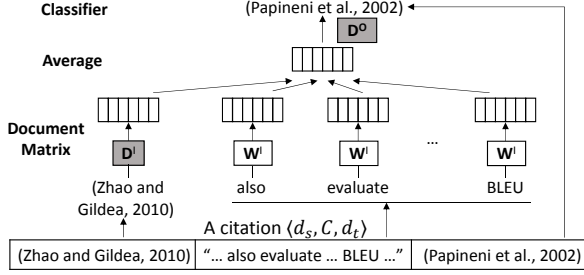 Classifier
(Papineni et al., 2002)
D^O
Average
Document
Matrix
D^I
W^I
W^I
...
W^I
(Zhao and
Gildea, 2010)
also
evaluate
BLEU
A citation ⟨d_s, C, d_t⟩
(Zhao and Gildea, 2010)
“… also evaluate … BLEU …”
(Papineni et al., 2002)